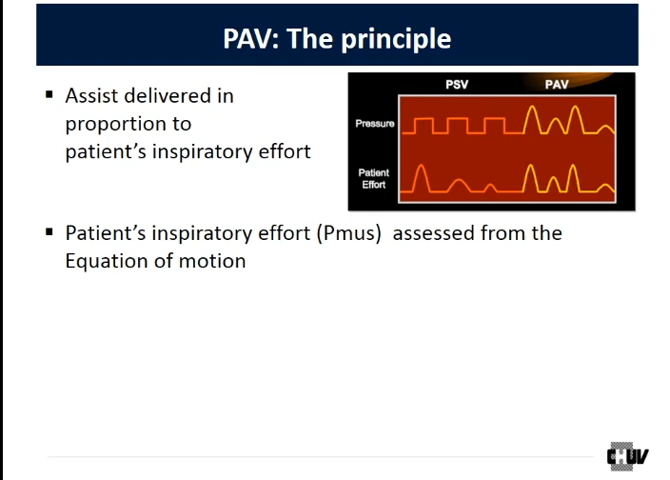 PAV: The principle
▪ Assist delivered in
proportion to
patient's inspiratory effort
PSV PAV
Pressure
Patient
Effort
▪ Patient's inspiratory effort (Pmus) assessed from the
Equation of motion
CHUV